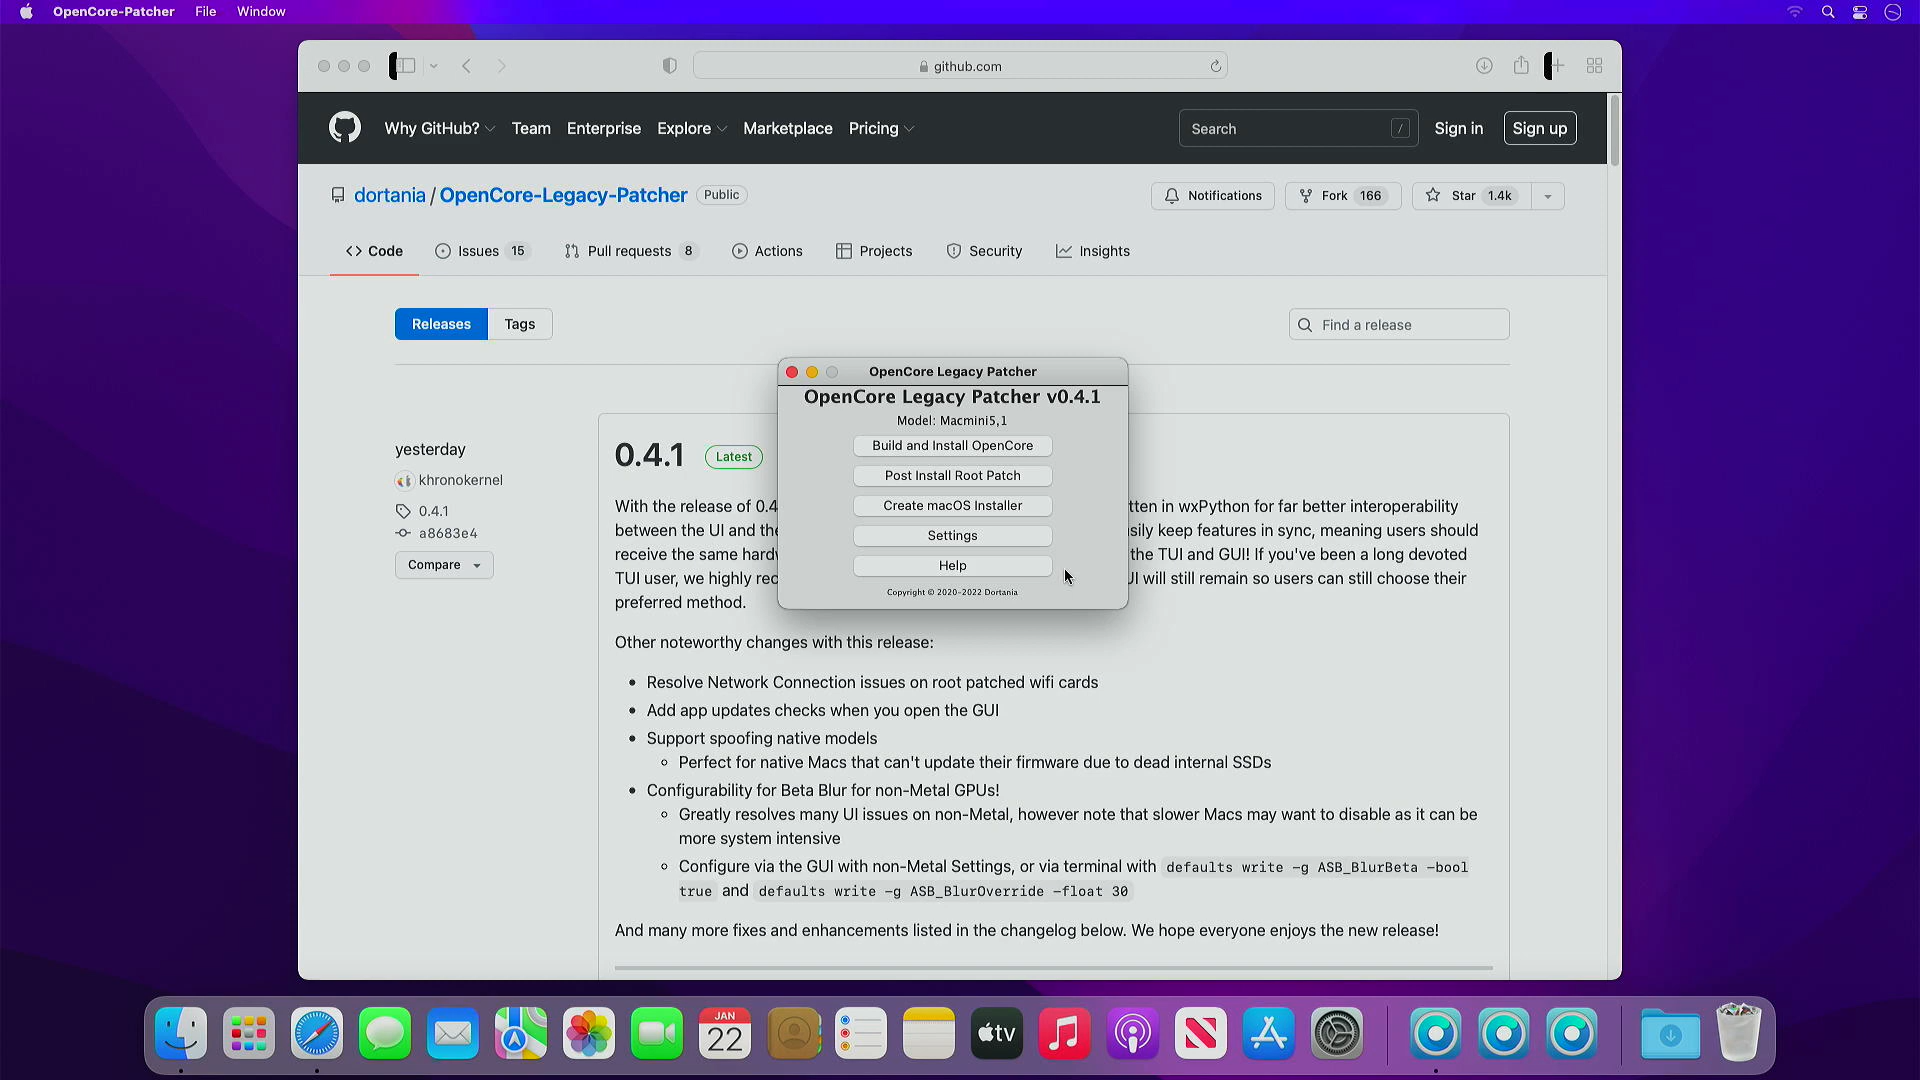 OpenCore-Patcher File Window
github.com
Why GitHub? Team Enterprise Explore Marketplace Pricing Search / Sign in Sign up
dortania / OpenCore-Legacy-Patcher Public Notifications Fork 166 Star 1.4k
Code Issues 15 Pull requests 8 Actions Projects Security Insights
Releases Tags Find a release
OpenCore Legacy Patcher
OpenCore Legacy Patcher v0.4.1
Model: Macmini5,1
Build and Install OpenCore
Post Install Root Patch
Create macOS Installer
Settings
Help
Copyright © 2020-2022 Dortania
yesterday
khronokernel
0.4.1
a8683e4
Compare
0.4.1 Latest
With the release of 0.4 tten in wxPython for far better interoperability
between the UI and the sily keep features in sync, meaning users should
receive the same hardw the TUI and GUI! If you've been a long devoted
TUI user, we highly rec UI will still remain so users can still choose their
preferred method.
Other noteworthy changes with this release:
• Resolve Network Connection issues on root patched wifi cards
• Add app updates checks when you open the GUI
• Support spoofing native models
◦ Perfect for native Macs that can't update their firmware due to dead internal SSDs
• Configurability for Beta Blur for non-Metal GPUs!
◦ Greatly resolves many UI issues on non-Metal, however note that slower Macs may want to disable as it can be
more system intensive
◦ Configure via the GUI with non-Metal Settings, or via terminal with defaults write -g ASB_BlurBeta -bool
true and defaults write -g ASB_BlurOverride -float 30
And many more fixes and enhancements listed in the changelog below. We hope everyone enjoys the new release!
JAN
22
tv